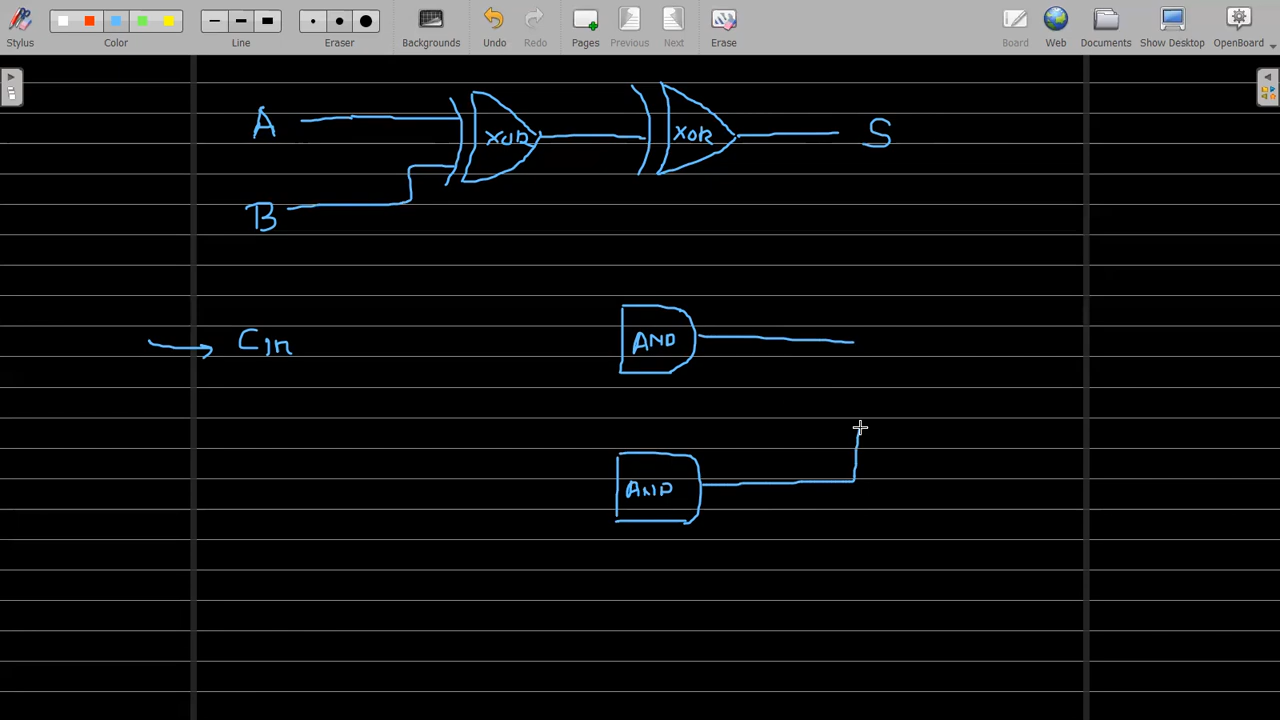 Stylus Color Line Eraser Backgrounds Undo Redo Pages Previous Next Erase Board Web Documents Show Desktop OpenBoard
A XOR XOR S
B
Cin AND
AND